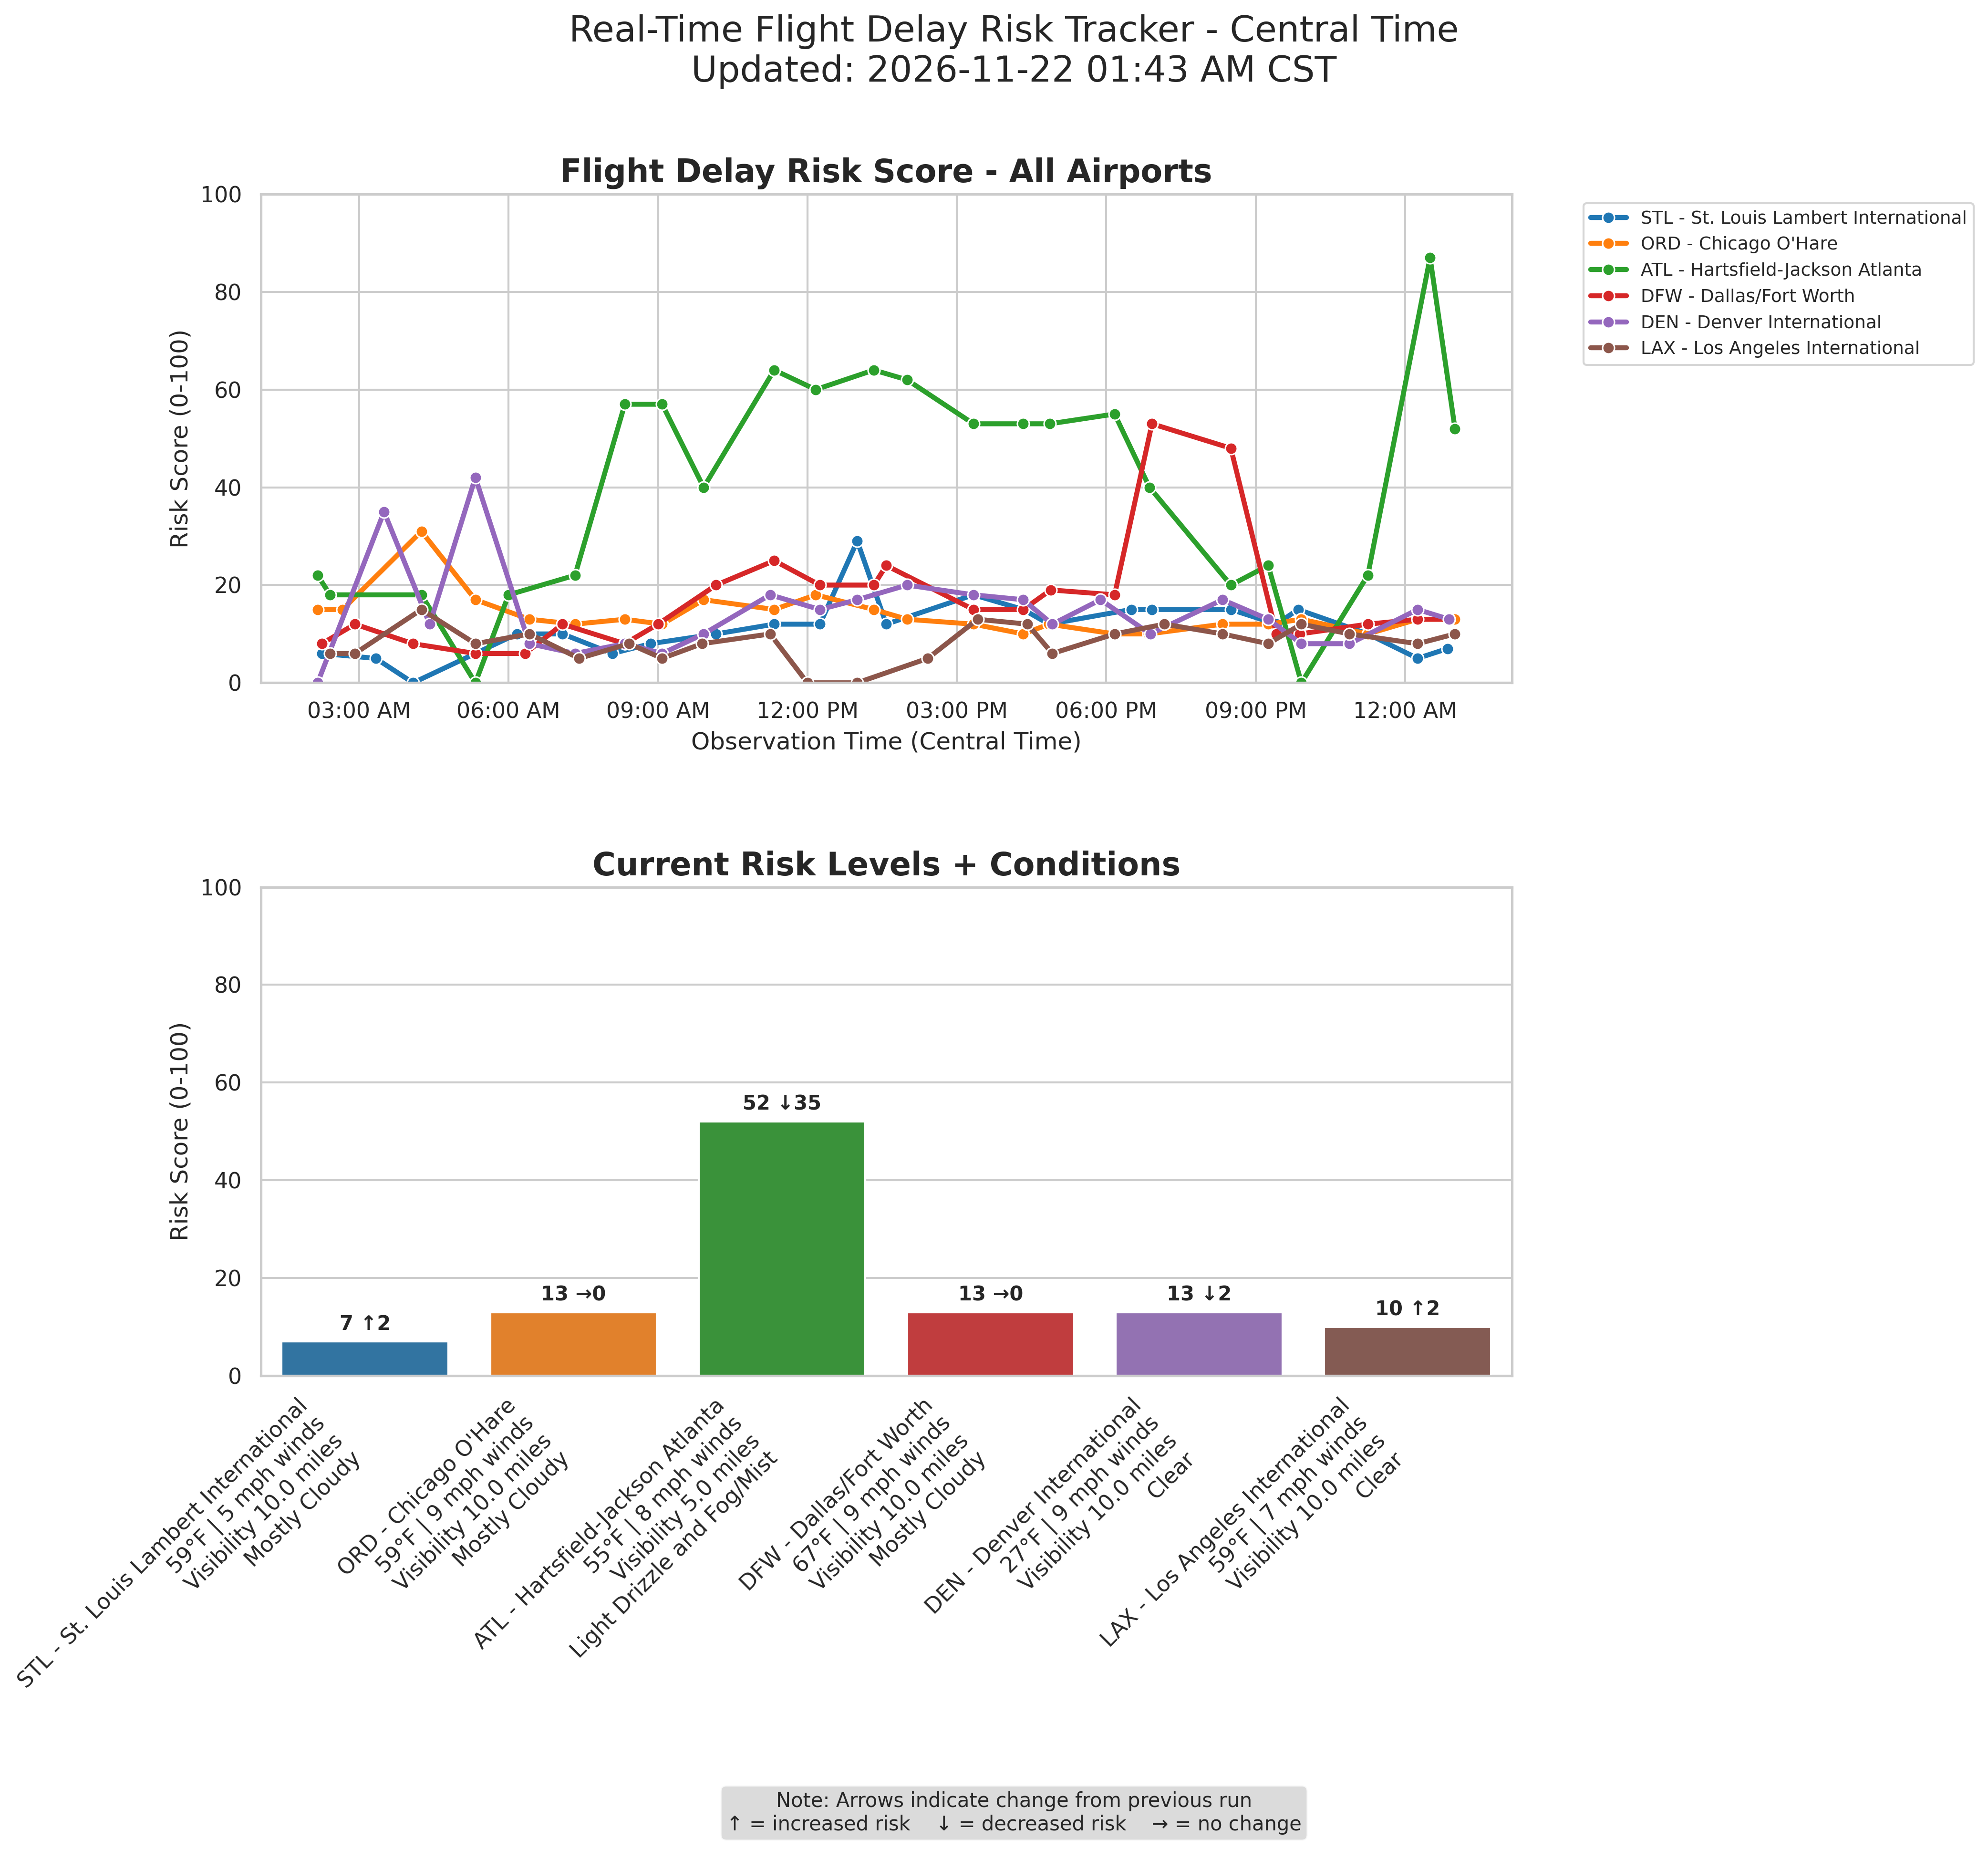 Real-Time Flight Delay Risk Tracker - Central Time
Updated: 2026-11-22 01:43 AM CST
Flight Delay Risk Score - All Airports
Risk Score (0-100)
100
80
60
40
20
0
03:00 AM
06:00 AM
09:00 AM
12:00 PM
03:00 PM
06:00 PM
09:00 PM
12:00 AM
Observation Time (Central Time)
STL - St. Louis Lambert International
ORD - Chicago O'Hare
ATL - Hartsfield-Jackson Atlanta
DFW - Dallas/Fort Worth
DEN - Denver International
LAX - Los Angeles International
Current Risk Levels + Conditions
Risk Score (0-100)
100
80
60
40
20
0
7 ↑2
13 →0
52 ↓35
13 →0
13 ↓2
10 ↑2
STL - St. Louis Lambert International
59°F | 5 mph winds
Visibility 10.0 miles
Mostly Cloudy
ORD - Chicago O'Hare
59°F | 9 mph winds
Visibility 10.0 miles
Mostly Cloudy
ATL - Hartsfield-Jackson Atlanta
55°F | 8 mph winds
Visibility 5.0 miles
Light Drizzle and Fog/Mist
DFW - Dallas/Fort Worth
67°F | 9 mph winds
Visibility 10.0 miles
Mostly Cloudy
DEN - Denver International
27°F | 9 mph winds
Visibility 10.0 miles
Clear
LAX - Los Angeles International
59°F | 7 mph winds
Visibility 10.0 miles
Clear
Note: Arrows indicate change from previous run
↑ = increased risk ↓ = decreased risk → = no change